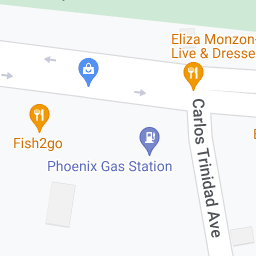 Eliza Monzon-
Live & Dresse
Carlos Trinidad Ave
Fish2go
Phoenix Gas Station